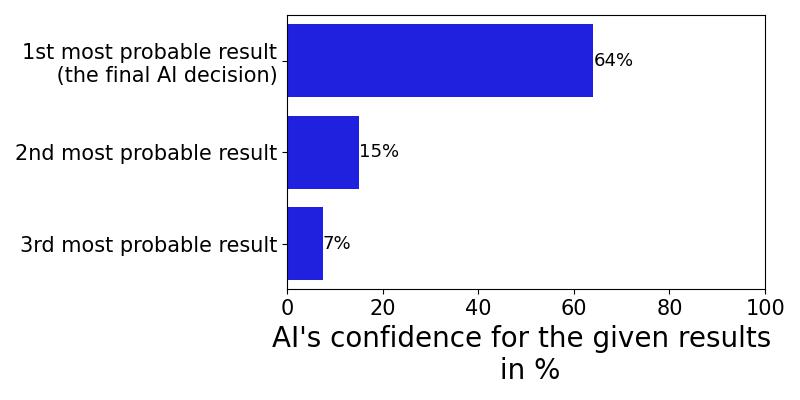 1st most probable result
(the final AI decision)
64%
2nd most probable result
15%
3rd most probable result
7%
0 20 40 60 80 100
AI's confidence for the given results
in %